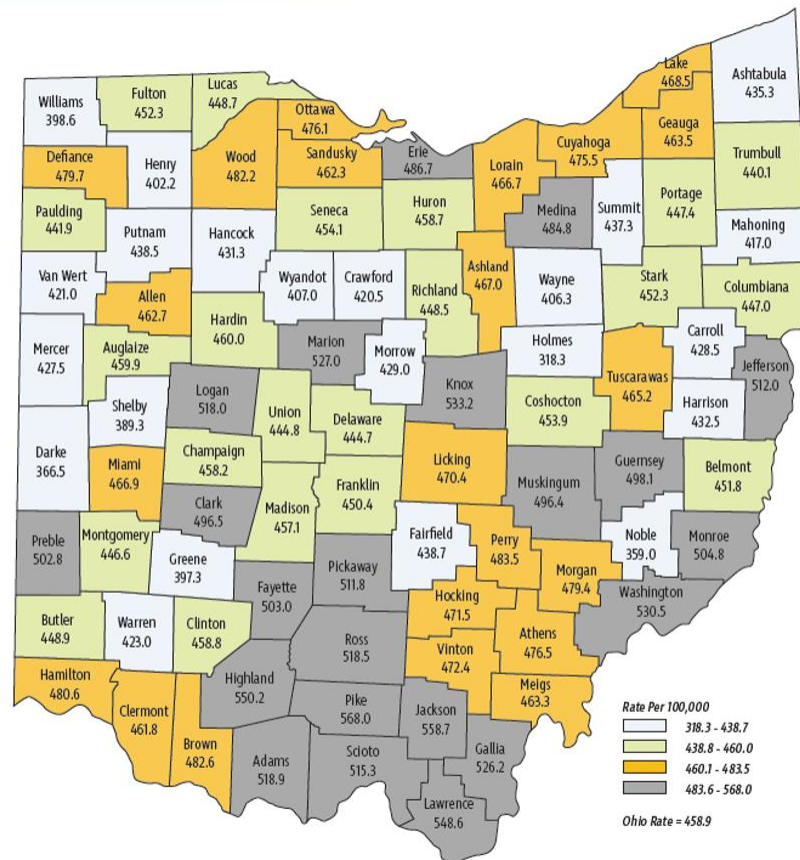 Williams
398.6
Fulton
452.3
Lucas
448.7
Ottawa
476.1
Lake
468.5
Ashtabula
435.3
Geauga
463.5
Cuyahoga
475.5
Defiance
479.7
Henry
402.2
Wood
482.2
Sandusky
462.3
Erie
486.7
Lorain
466.7
Trumbull
440.1
Paulding
441.9
Putnam
438.5
Hancock
431.3
Seneca
454.1
Huron
458.7
Medina
484.8
Summit
437.3
Portage
447.4
Mahoning
417.0
Van Wert
421.0
Allen
462.7
Wyandot
407.0
Crawford
420.5
Richland
448.5
Ashland
467.0
Wayne
406.3
Stark
452.3
Columbiana
447.0
Mercer
427.5
Auglaize
459.9
Hardin
460.0
Marion
527.0
Morrow
429.0
Holmes
318.3
Carroll
428.5
Jefferson
512.0
Tuscarawas
465.2
Shelby
389.3
Logan
518.0
Union
444.8
Delaware
444.7
Knox
533.2
Coshocton
453.9
Harrison
432.5
Darke
366.5
Miami
466.9
Champaign
458.2
Licking
470.4
Guernsey
498.1
Belmont
451.8
Clark
496.5
Madison
457.1
Franklin
450.4
Muskingum
496.4
Preble
502.8
Montgomery
446.6
Greene
397.3
Fairfield
438.7
Perry
483.5
Noble
359.0
Monroe
504.8
Fayette
503.0
Pickaway
511.8
Morgan
479.4
Washington
530.5
Butler
448.9
Warren
423.0
Clinton
458.8
Ross
518.5
Hocking
471.5
Athens
476.5
Vinton
472.4
Hamilton
480.6
Clermont
461.8
Brown
482.6
Highland
550.2
Pike
568.0
Jackson
558.7
Meigs
463.3
Adams
518.9
Scioto
515.3
Gallia
526.2
Lawrence
548.6
Rate Per 100,000
318.3 - 438.7
438.8 - 460.0
460.1 - 483.5
483.6 - 568.0
Ohio Rate = 458.9